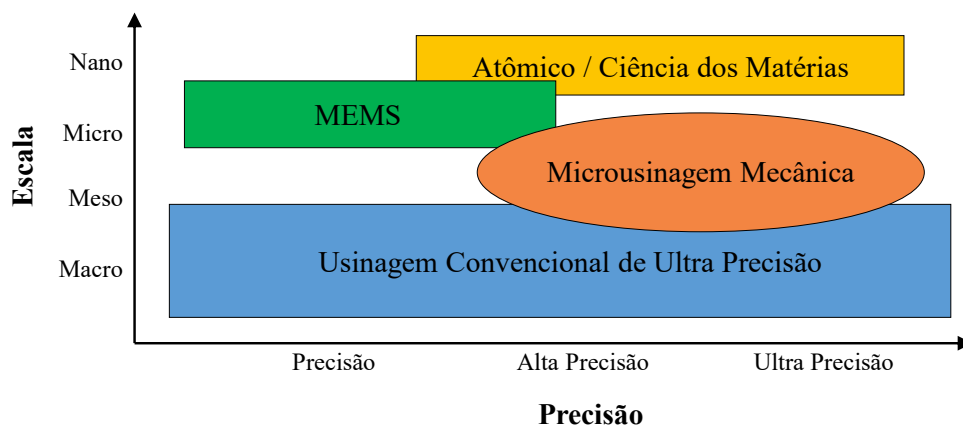 Nano
Atômico / Ciência dos Matérias
MEMS
Micro
Escala
Microusinagem Mecânica
Meso
Macro
Usinagem Convencional de Ultra Precisão
Precisão
Alta Precisão
Ultra Precisão
Precisão